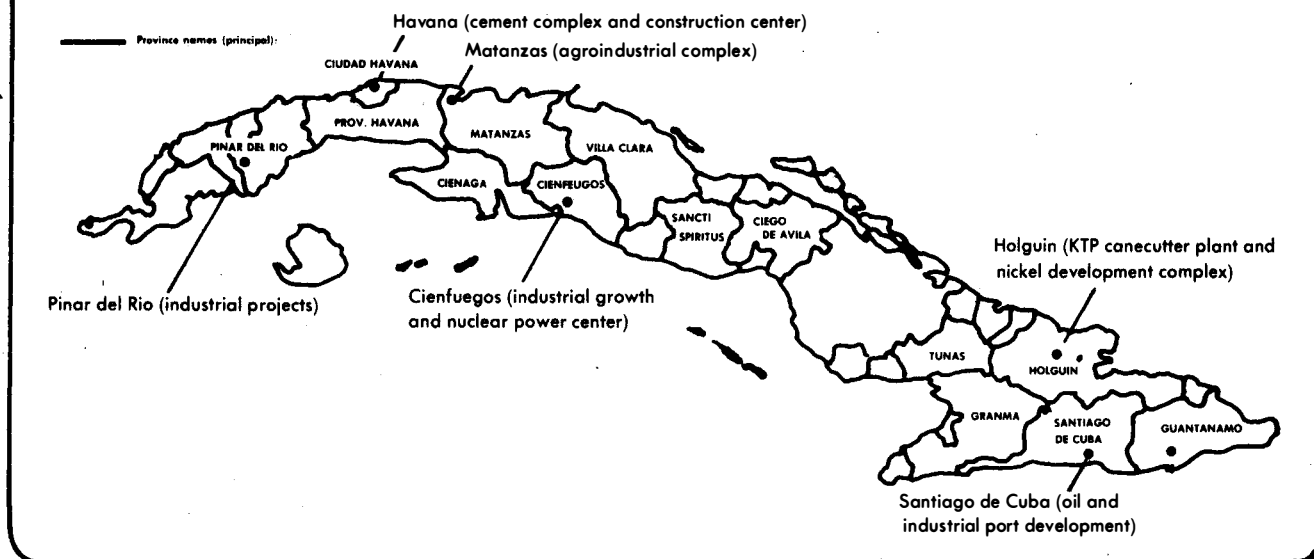 Havana (cement complex and construction center)
Province names (principal):
Matanzas (agroindustrial complex)
CIUDAD HAVANA
PROV. HAVANA
MATANZAS
PINAR DEL RIO
VILLA CLARA
CIENAGA
CIENFEUGOS
SANCTI
SPIRITUS
CIEGO
DE AVILA
Holguin (KTP canecutter plant and
nickel development complex)
Pinar del Rio (industrial projects)
Cienfuegos (industrial growth
and nuclear power center)
TUNAS
HOLGUIN
GRANMA
SANTIAGO
DE CUBA
GUANTANAMO
Santiago de Cuba (oil and
industrial port development)